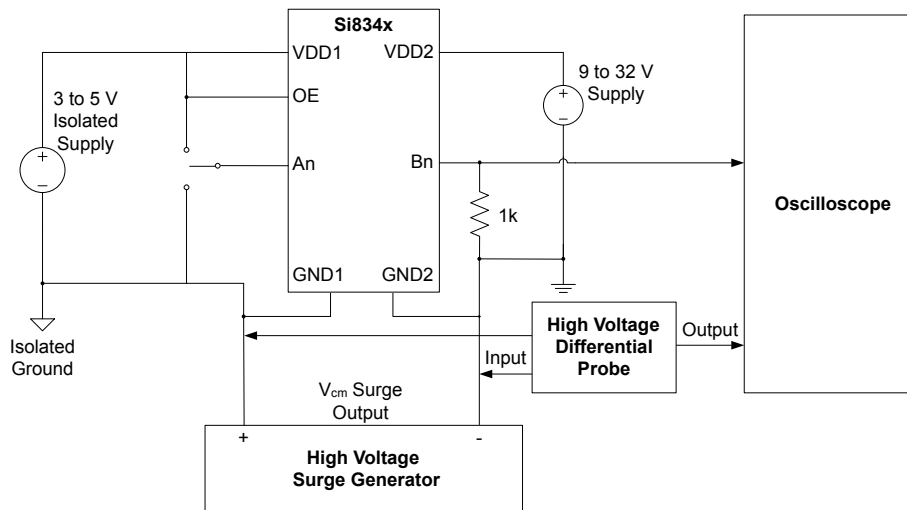 Si834x
VDD1
VDD2
OE
3 to 5 V
Isolated
Supply
9 to 32 V
Supply
+
−
+
−
An
Bn
1k
Oscilloscope
GND1
GND2
Isolated
Ground
High Voltage
Differential
Probe
Input
Output
Vcm Surge
Output
+
-
High Voltage
Surge Generator